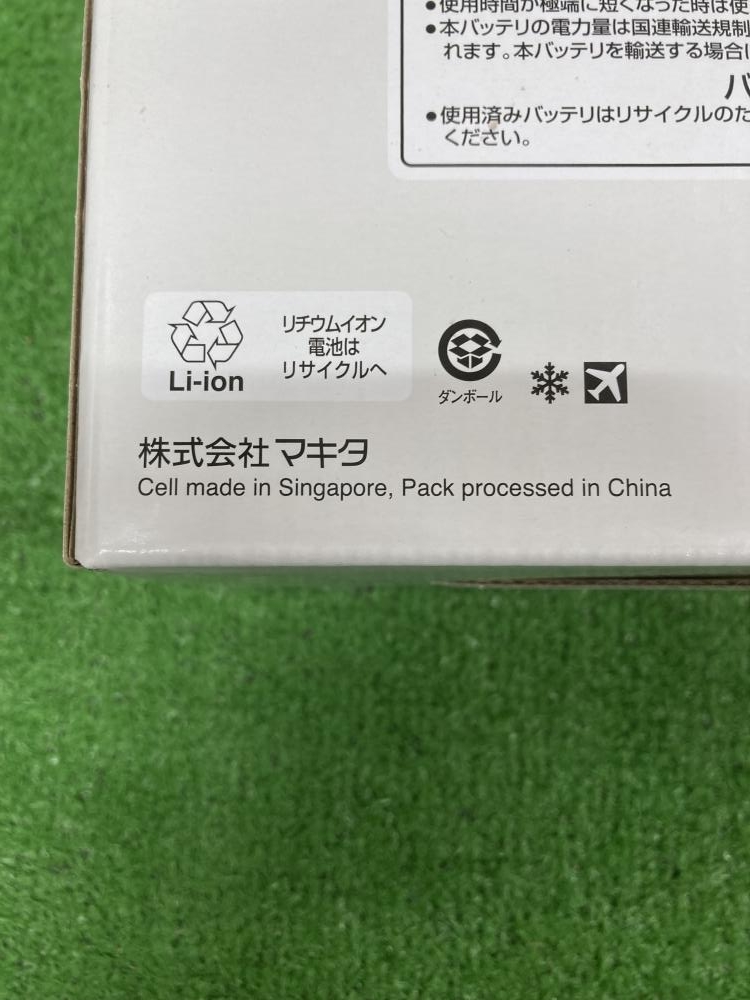 ●使用時間が極端に短くなった時は使
●本バッテリの電力量は国連輸送規制
れます。本バッテリを輸送する場合に
バ
●使用済みバッテリはリサイクルのた
ください。
Li-ion
リチウムイオン
電池は
リサイクルへ
ダンボール
株式会社マキタ
Cell made in Singapore, Pack processed in China